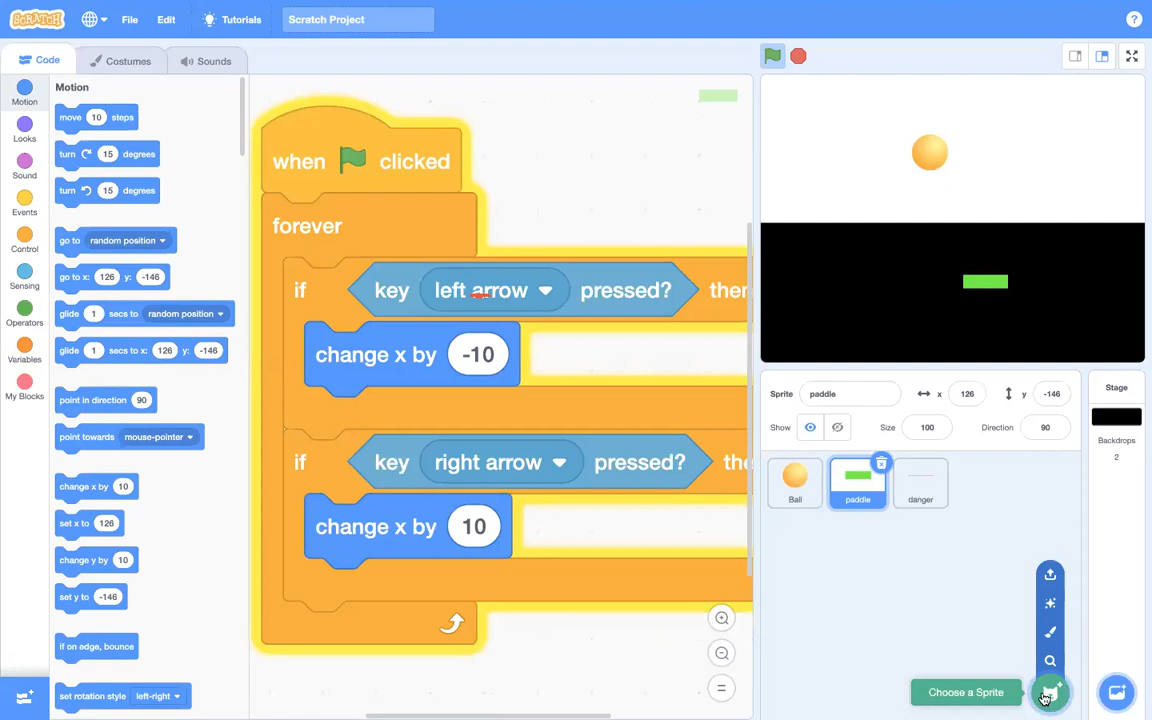 SCRATCH File Edit Tutorials Scratch Project ?
Code Costumes Sounds
Motion
Looks
Sound
Events
Control
Sensing
Operators
Variables
My Blocks
Motion
move 10 steps
turn 15 degrees
turn 15 degrees
go to random position
go to x: 126 y: -146
glide 1 secs to random position
glide 1 secs to x: 126 y: -146
point in direction 90
point towards mouse-pointer
change x by 10
set x to 126
change y by 10
set y to -146
if on edge, bounce
set rotation style left-right
when clicked
forever
if key left arrow pressed? then
change x by -10
if key right arrow pressed? the
change x by 10
Sprite paddle x 126 y -146
Show Size 100 Direction 90
Ball paddle danger
Choose a Sprite
Stage
Backdrops
2